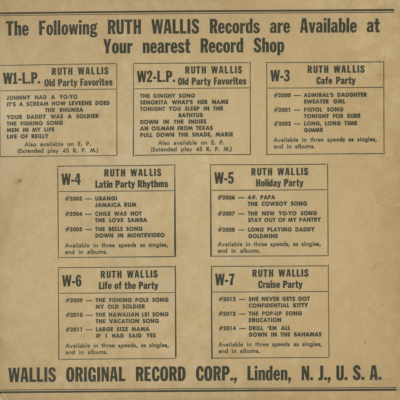 The Following RUTH WALLIS Records are Available at
Your nearest Record Shop
W1-L.P. RUTH WALLIS
Old Party Favorites
JOHNNY HAD A YO-YO
IT'S A SCREAM HOW LEVEENE DOES
THE RHUMBA
YOUR DADDY WAS A SOLDIER
THE FISHING SONG
MEN IN MY LIFE
LIFE OF REILLY
Also available on E. P.
(Extended play 45 R. P. M.)
W2-L.P. RUTH WALLIS
Old Party Favorites
THE DINGHY SONG
SENORITA WHAT'S HER NAME
TONIGHT YOU SLEEP IN THE
BATHTUB
DOWN IN THE INDIES
AN OILMAN FROM TEXAS
PULL DOWN THE SHADE, MARIE
Also available on E. P.
(Extended play 45 R. P. M.)
W-3 RUTH WALLIS
Cafe Party
#2000 — ADMIRAL'S DAUGHTER
SWEATER GIRL
#2001 — PISTOL SONG
TONIGHT FOR SURE
#2002 — LONG, LONG TIME
GIMME
Available in three speeds as singles,
and in albums.
W-4 RUTH WALLIS
Latin Party Rhythms
#2003 — UBANGI
JAMAICA RUM
#2004 — CHILE WAS HOT
THE LOVE SAMBA
#2005 — THE BELLS SONG
DOWN IN MONTEVIDEO
Available in three speeds, as singles,
and in albums.
W-5 RUTH WALLIS
Holiday Party
#2006 — 4-F. PAPA
THE COWBOY SONG
#2007 — THE NEW YO-YO SONG
STAY OUT OF MY PANTRY
#2008 — LONG PLAYING DADDY
GOLDMINE
Available in three speeds, as singles,
and in albums.
W-6 RUTH WALLIS
Life of the Party
#2009 — THE FISHING POLE SONG
MY OLD SOLDIER
#2010 — THE HAWAIIAN LEI SONG
THE VACATION SONG
#2011 — LARGE SIZE MAMA
IF I HAD SAID YES
Available in three speeds, as singles,
and in albums.
W-7 RUTH WALLIS
Cruise Party
#2012 — SHE NEVER GETS GOT
CONFIDENTIAL KITTY
#2013 — THE POP-UP SONG
EBUCATION
#2014 — DRILL 'EM ALL
DOWN IN THE BAHAMAS
Available in three speeds, as singles,
and in albums.
WALLIS ORIGINAL RECORD CORP., Linden, N. J., U. S. A.